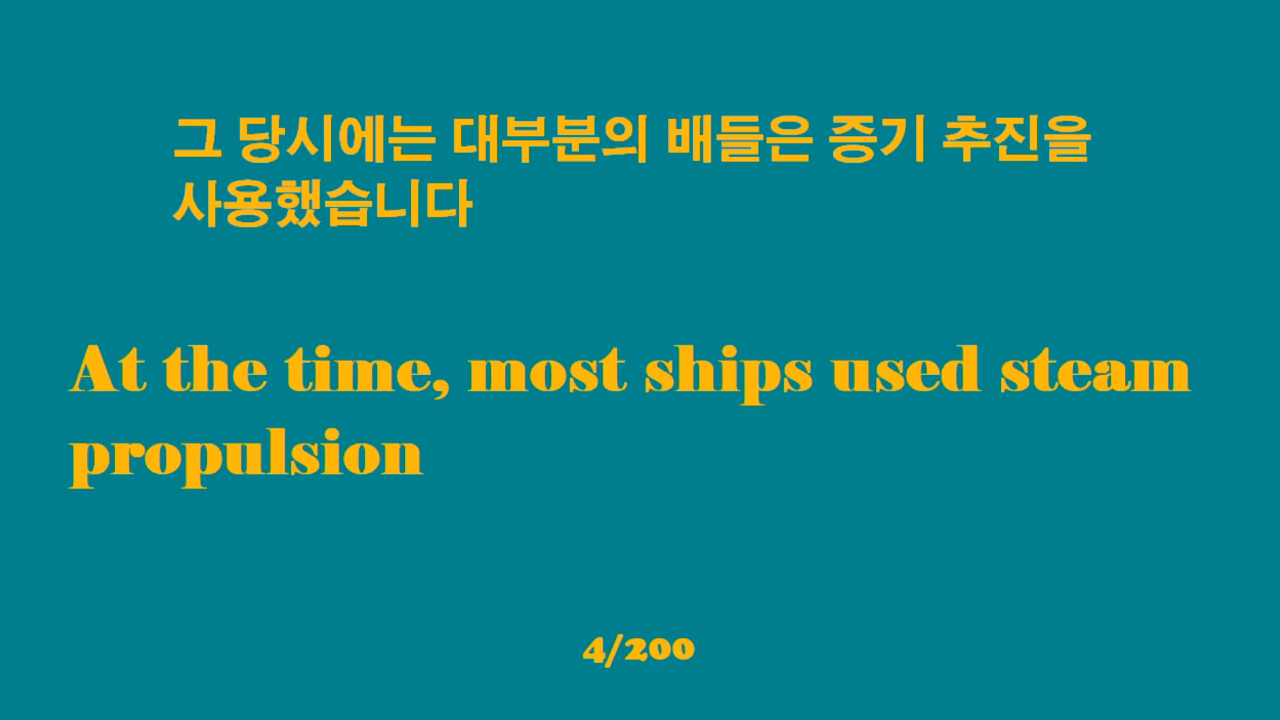 그 당시에는 대부분의 배들은 증기 추진을
사용했습니다
At the time, most ships used steam
propulsion
4/200